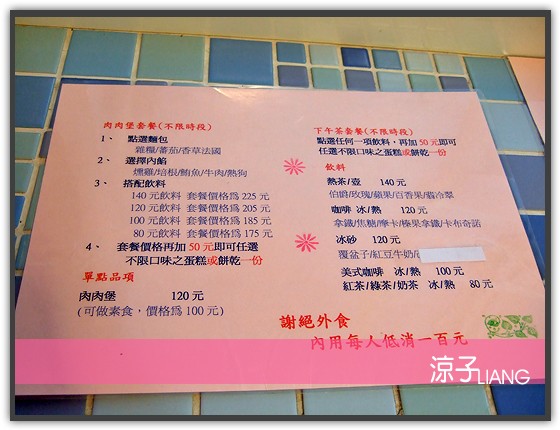 肉肉堡套餐(不限時段)
1、 點選麵包
雜糧/蕃茄/香草法國
2、 選擇內餡
燻雞/培根/鮪魚/牛肉/熱狗
3、 搭配飲料
140 元飲料 套餐價格為 225 元
120 元飲料 套餐價格為 205 元
100 元飲料 套餐價格為 185 元
80 元飲料 套餐價格為 175 元
4、 套餐價格再加 50 元即可任選
不限口味之蛋糕或餅乾一份
單點品項
肉肉堡 120 元
(可做素食，價格為 100 元)
下午茶套餐(不限時段)
點選任何一項飲料，再加 50 元即可
任選不限口味之蛋糕或餅乾一份
飲料
熱茶/壺 140 元
伯爵/玫瑰/蘋果/百香果/翡冷翠
咖啡 冰/熱 120 元
拿鐵/焦糖/摩卡/榛果拿鐵/卡布奇諾
冰砂 120 元
覆盆子/紅豆牛奶/
美式咖啡 冰/熱 100 元
紅茶/綠茶/奶茶 冰/熱 80 元
謝絕外食
內用每人低消一百元
涼子LIANG